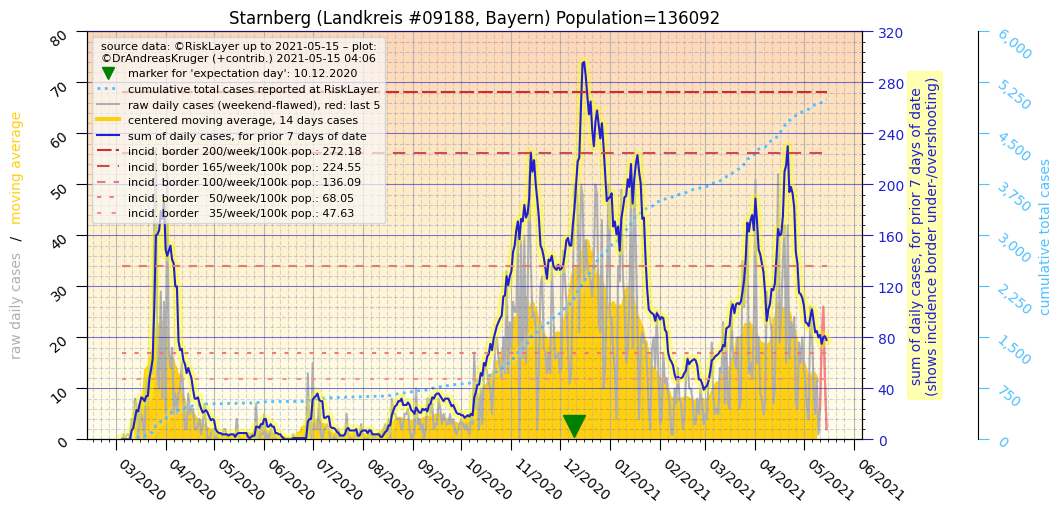 Starnberg (Landkreis #09188, Bayern) Population=136092
source data: ©RiskLayer up to 2021-05-15 – plot:
©DrAndreasKruger (+contrib.) 2021-05-15 04:06
marker for 'expectation day': 10.12.2020
cumulative total cases reported at RiskLayer
raw daily cases (weekend-flawed), red: last 5
centered moving average, 14 days cases
sum of daily cases, for prior 7 days of date
incid. border 200/week/100k pop.: 272.18
incid. border 165/week/100k pop.: 224.55
incid. border 100/week/100k pop.: 136.09
incid. border   50/week/100k pop.: 68.05
incid. border   35/week/100k pop.: 47.63
raw daily cases / moving average
80
70
60
50
40
30
20
10
0
320
280
240
200
160
120
80
40
0
sum of daily cases, for prior 7 days of date
(shows incidence border under-/overshooting)
6,000
5,250
4,500
3,750
3,000
2,250
1,500
750
0
cumulative total cases
03/2020
04/2020
05/2020
06/2020
07/2020
08/2020
09/2020
10/2020
11/2020
12/2020
01/2021
02/2021
03/2021
04/2021
05/2021
06/2021